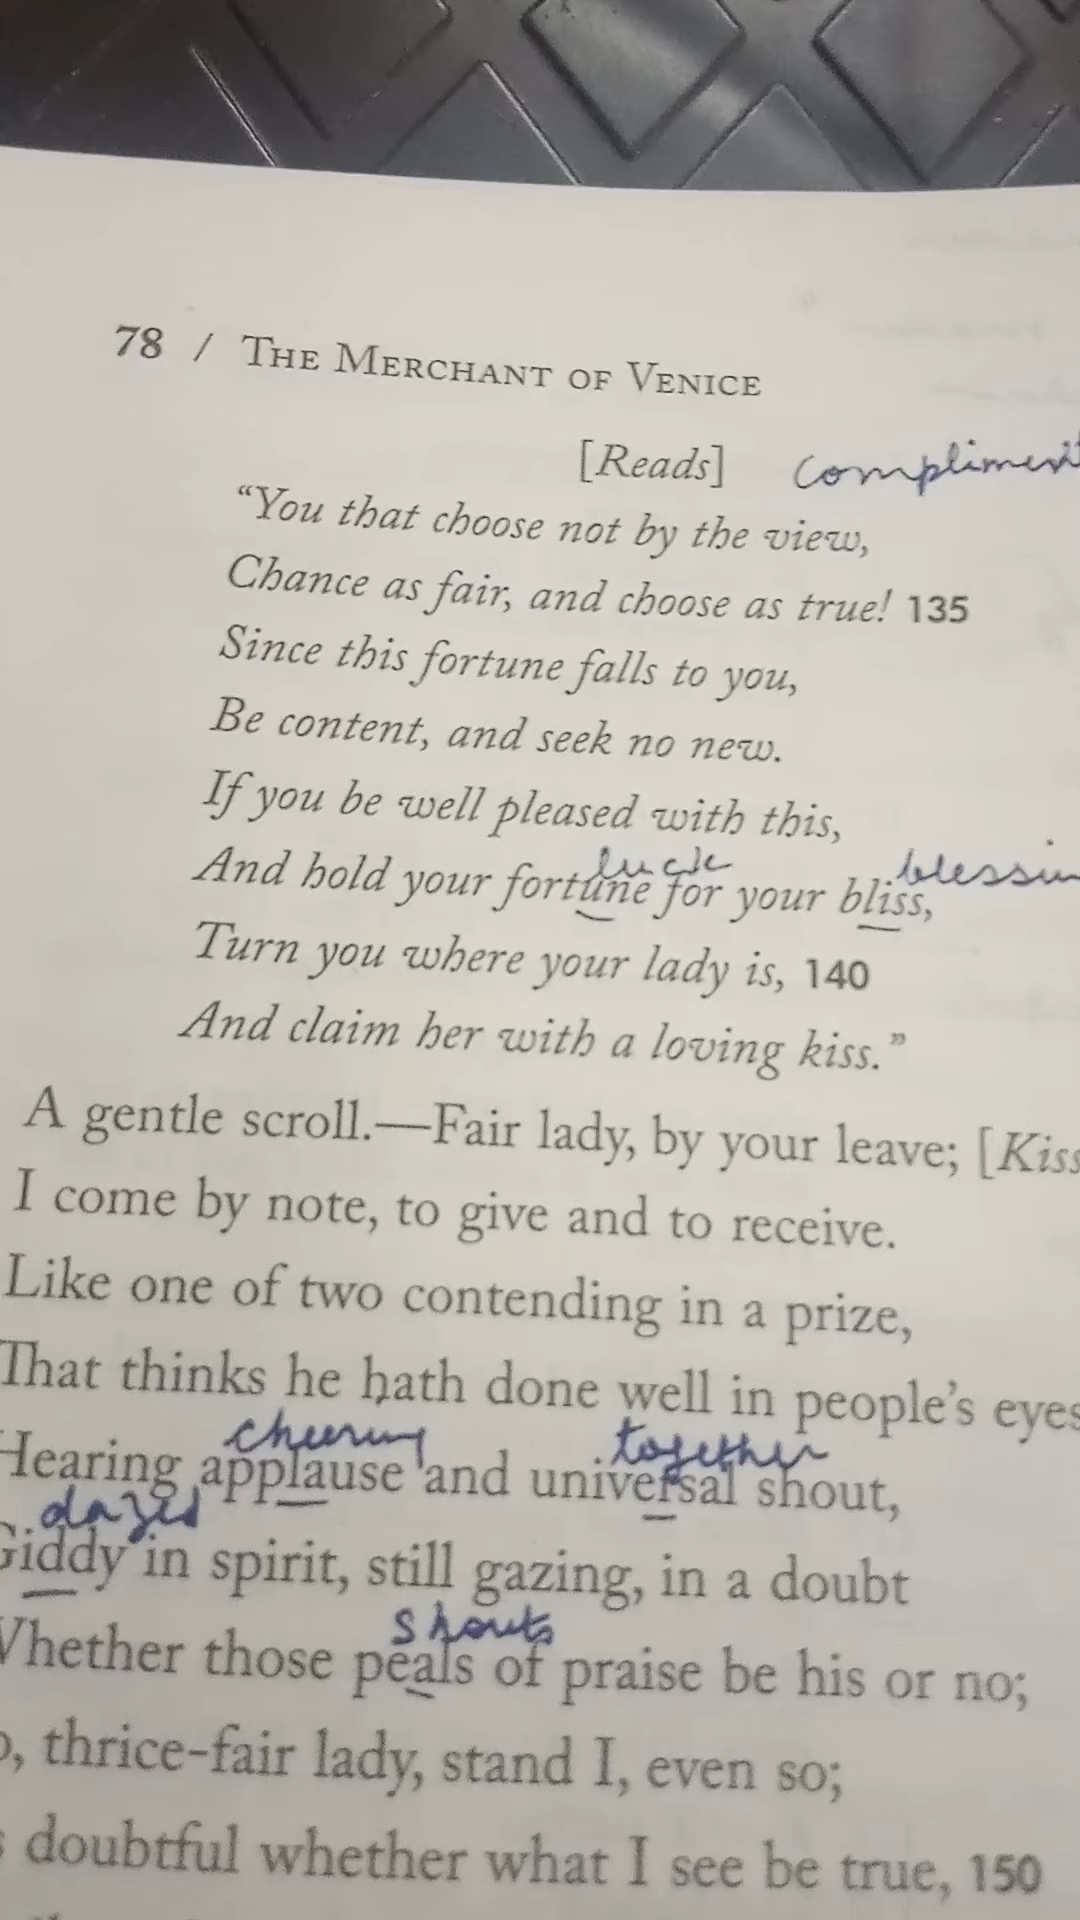 78 / THE MERCHANT OF VENICE
[Reads] compliment
“You that choose not by the view,
Chance as fair, and choose as true! 135
Since this fortune falls to you,
Be content, and seek no new.
If you be well pleased with this,
luck blessin
And hold your fortune for your bliss,
Turn you where your lady is, 140
And claim her with a loving kiss.”
A gentle scroll.—Fair lady, by your leave; [Kiss
I come by note, to give and to receive.
Like one of two contending in a prize,
That thinks he hath done well in people’s eyes
cheering together
Hearing applause and universal shout,
dazed
Giddy in spirit, still gazing, in a doubt
shouts
Whether those peals of praise be his or no;
thrice-fair lady, stand I, even so;
doubtful whether what I see be true, 150